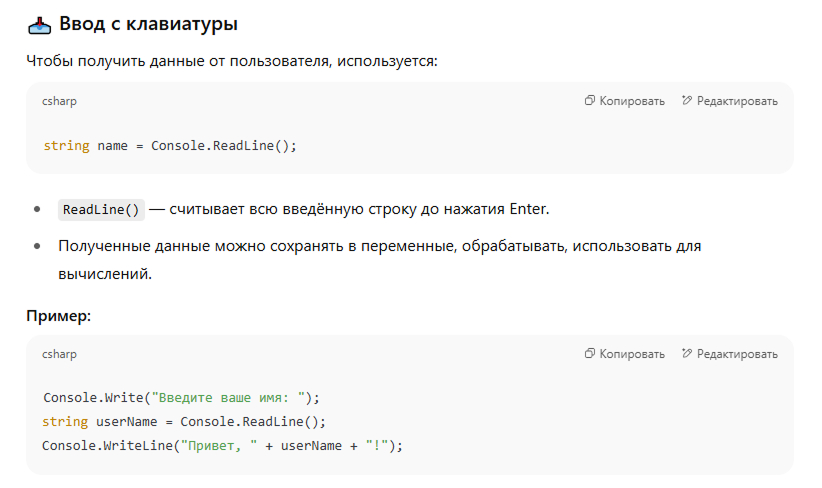 📥 Ввод с клавиатуры
Чтобы получить данные от пользователя, используется:
csharp Копировать Редактировать
string name = Console.ReadLine();
• ReadLine() — считывает всю введённую строку до нажатия Enter.
• Полученные данные можно сохранять в переменные, обрабатывать, использовать для
вычислений.
Пример:
csharp Копировать Редактировать
Console.Write("Введите ваше имя: ");
string userName = Console.ReadLine();
Console.WriteLine("Привет, " + userName + "!");